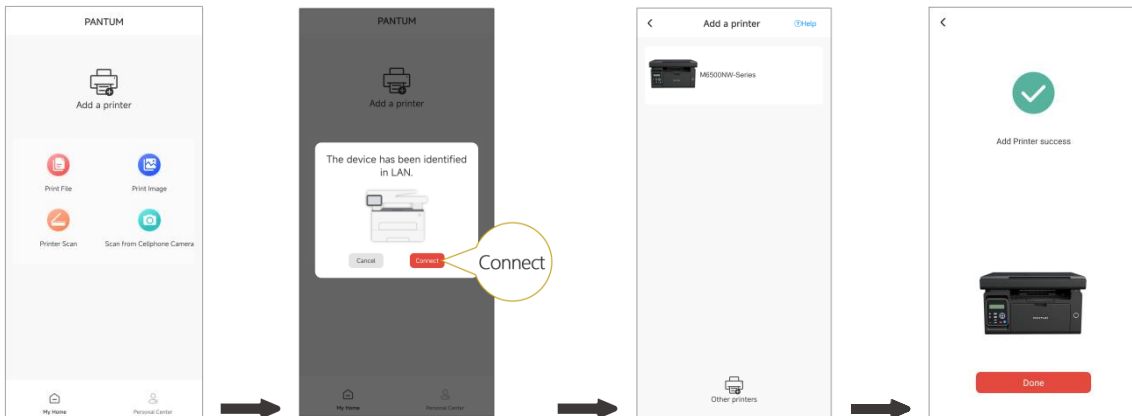 PANTUM
Add a printer
Print File
Print Image
Printer Scan
Scan from Cellphone Camera
My Home
Personal Center
PANTUM
Add a printer
The device has been identified
in LAN.
Cancel
Connect
Connect
My Home
Personal Center
Add a printer
Help
M6500NW-Series
Other printers
Add Printer success
PANTUM
Done